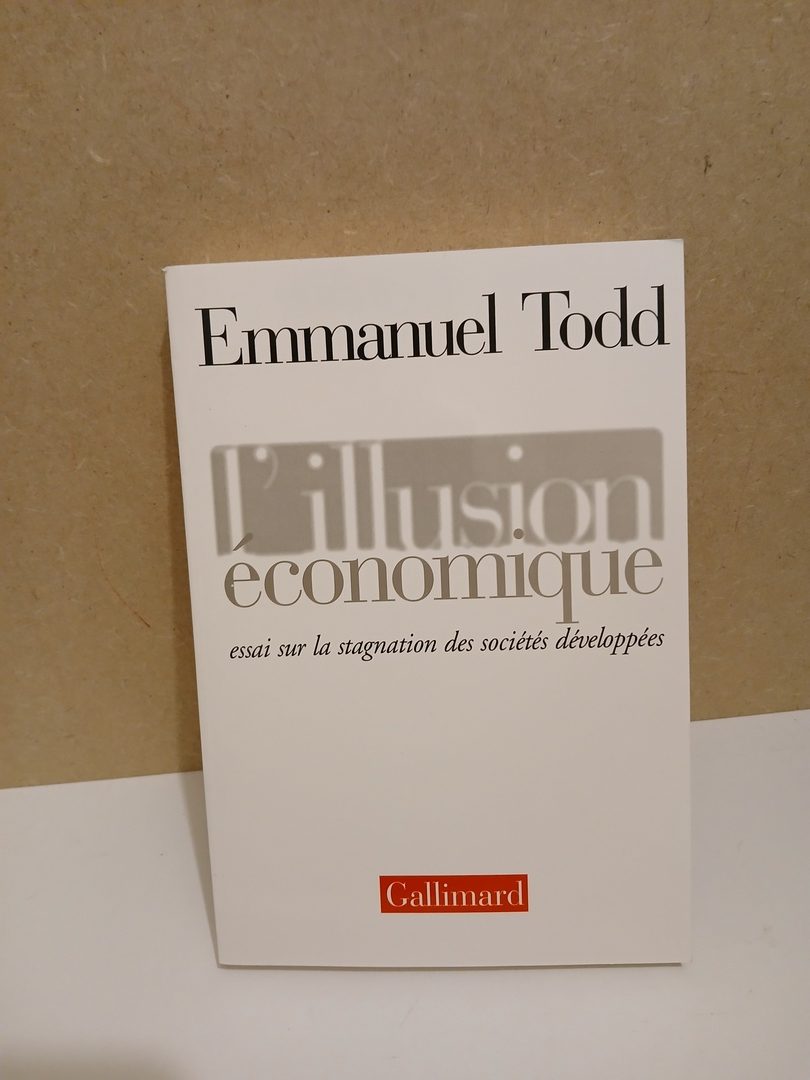 Emmanuel Todd
l'illusion
économique
essai sur la stagnation des sociétés développées
Gallimard